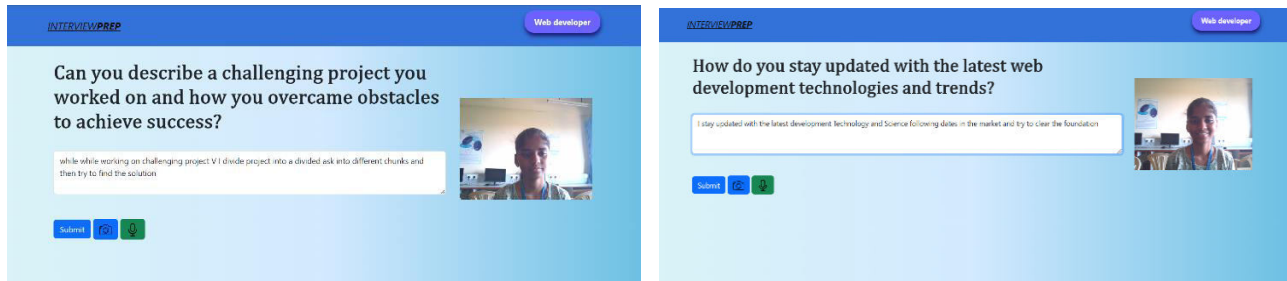 INTERVIEWPREP
Web developer
Can you describe a challenging project you
worked on and how you overcame obstacles
to achieve success?
while while working on challenging project V I divide project into a divided ask into different chunks and
then try to find the solution
Submit
INTERVIEWPREP
Web developer
How do you stay updated with the latest web
development technologies and trends?
I stay updated with the latest development Technology and Science following dates in the market and try to clear the foundation
Submit